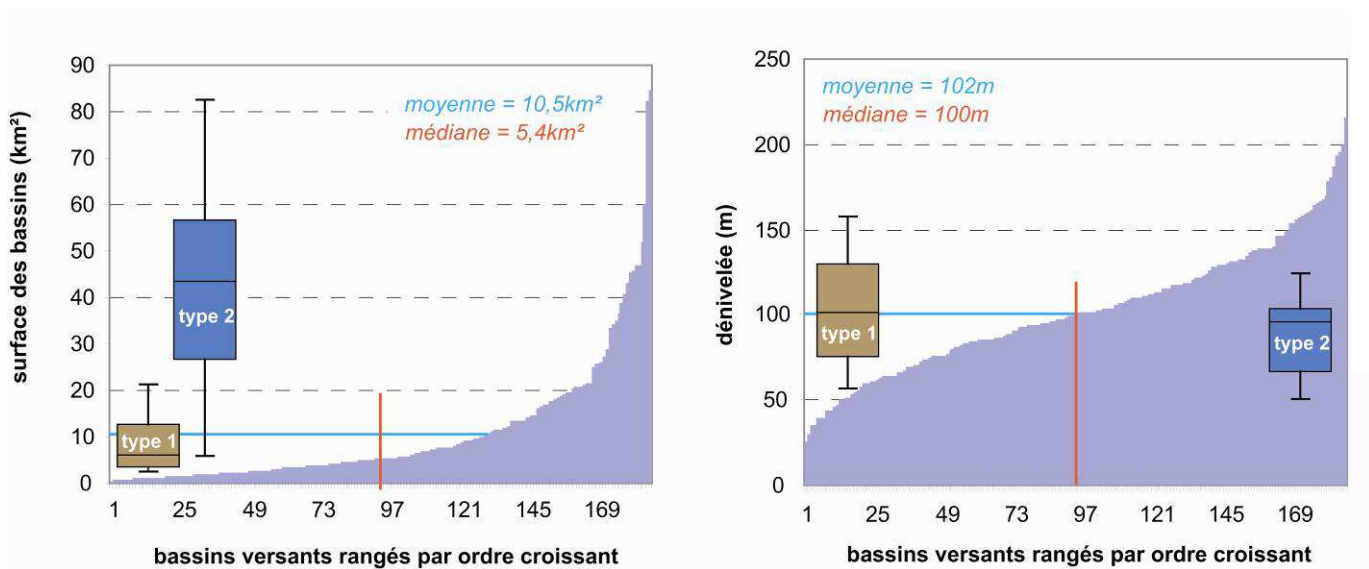 90
80
70
60
50
40
30
20
10
0
surface des bassins (km²)
moyenne = 10,5km²
médiane = 5,4km²
type 2
type 1
1 25 49 73 97 121 145 169
bassins versants rangés par ordre croissant
250
200
150
100
50
0
dénivelée (m)
moyenne = 102m
médiane = 100m
type 1
type 2
1 25 49 73 97 121 145 169
bassins versants rangés par ordre croissant